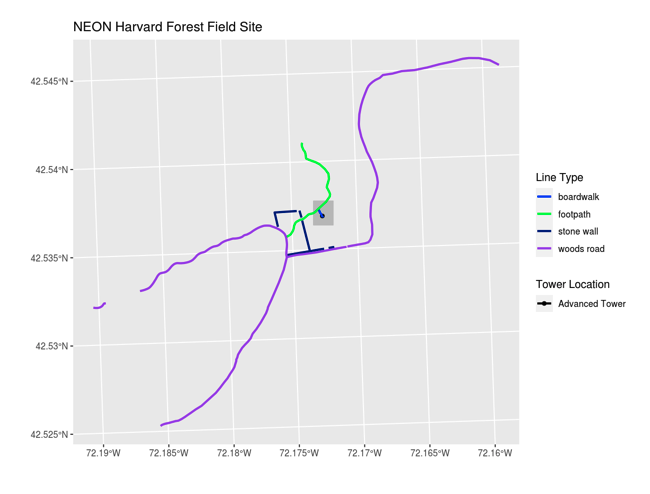 NEON Harvard Forest Field Site
42.545°N
42.54°N
42.535°N
42.53°N
42.525°N
72.19°W
72.185°W
72.18°W
72.175°W
72.17°W
72.165°W
72.16°W
Line Type
boardwalk
footpath
stone wall
woods road
Tower Location
Advanced Tower